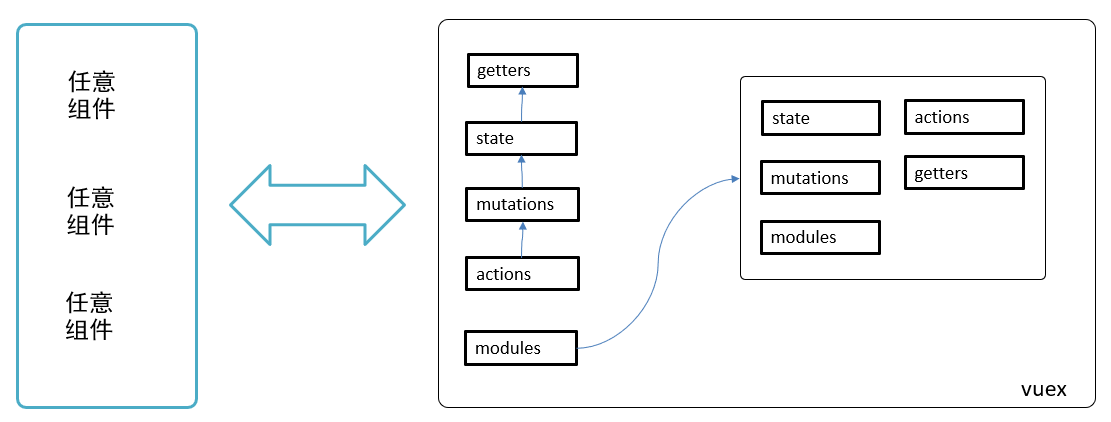 任意
组件
任意
组件
任意
组件
getters
state
mutations
actions
modules
state
actions
mutations
getters
modules
vuex